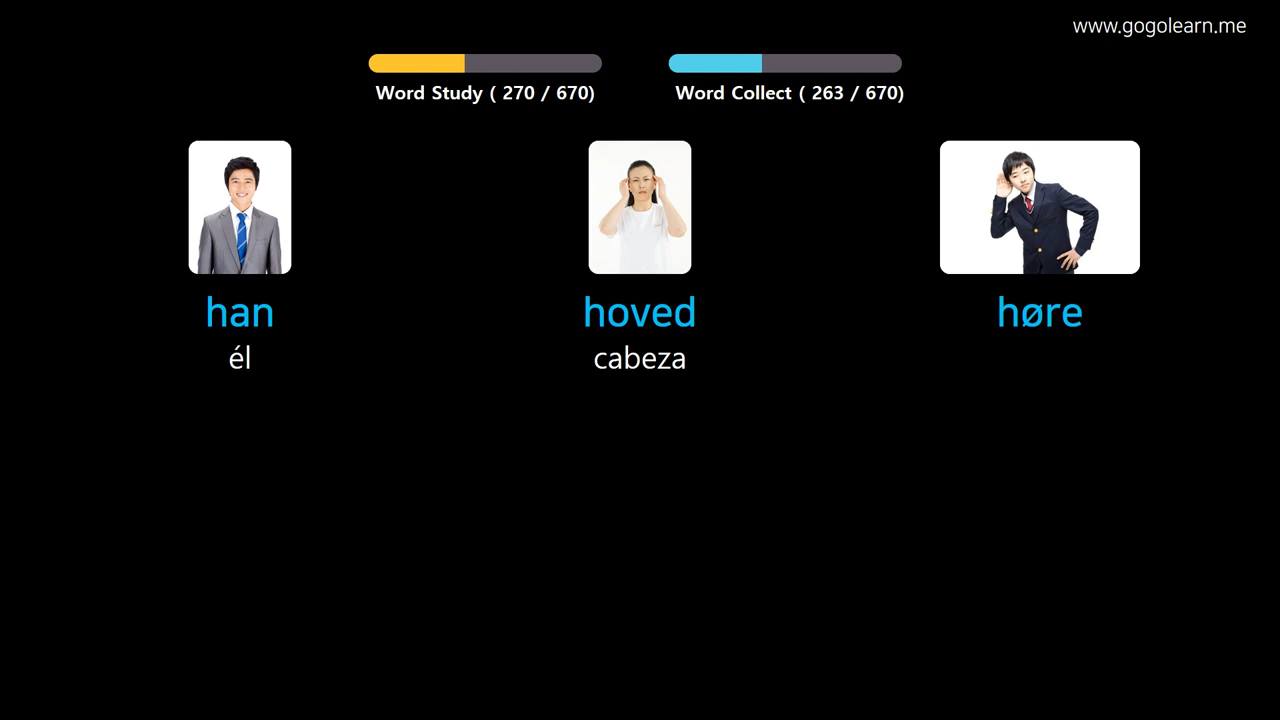 www.gogolearn.me
Word Study ( 270 / 670)
Word Collect ( 263 / 670)
han
hoved
høre
él
cabeza